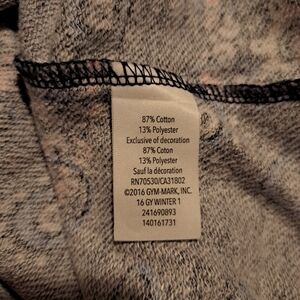 87% Cotton
13% Polyester
Exclusive of decoration
87% Coton
13% Polyester
Sauf la décoration
RN70530/CA31802
©2016 GYM-MARK, INC.
16 GY WINTER 1
241690893
140161731